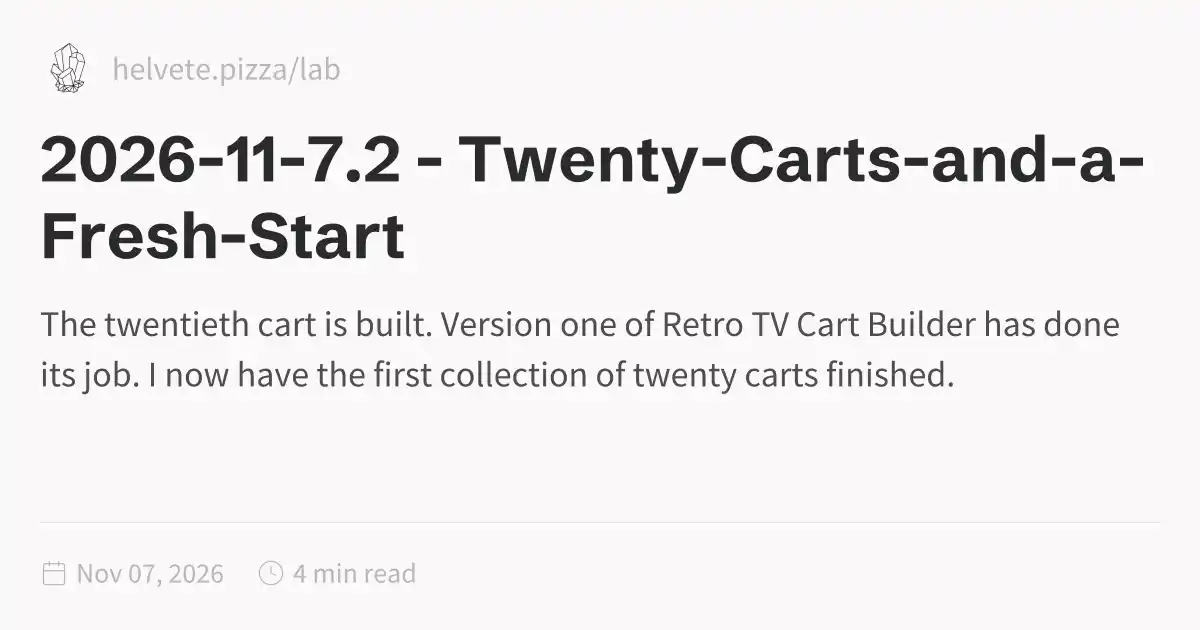 helvete.pizza/lab
2026-11-7.2 - Twenty-Carts-and-a-
Fresh-Start
The twentieth cart is built. Version one of Retro TV Cart Builder has done
its job. I now have the first collection of twenty carts finished.
Nov 07, 2026
4 min read